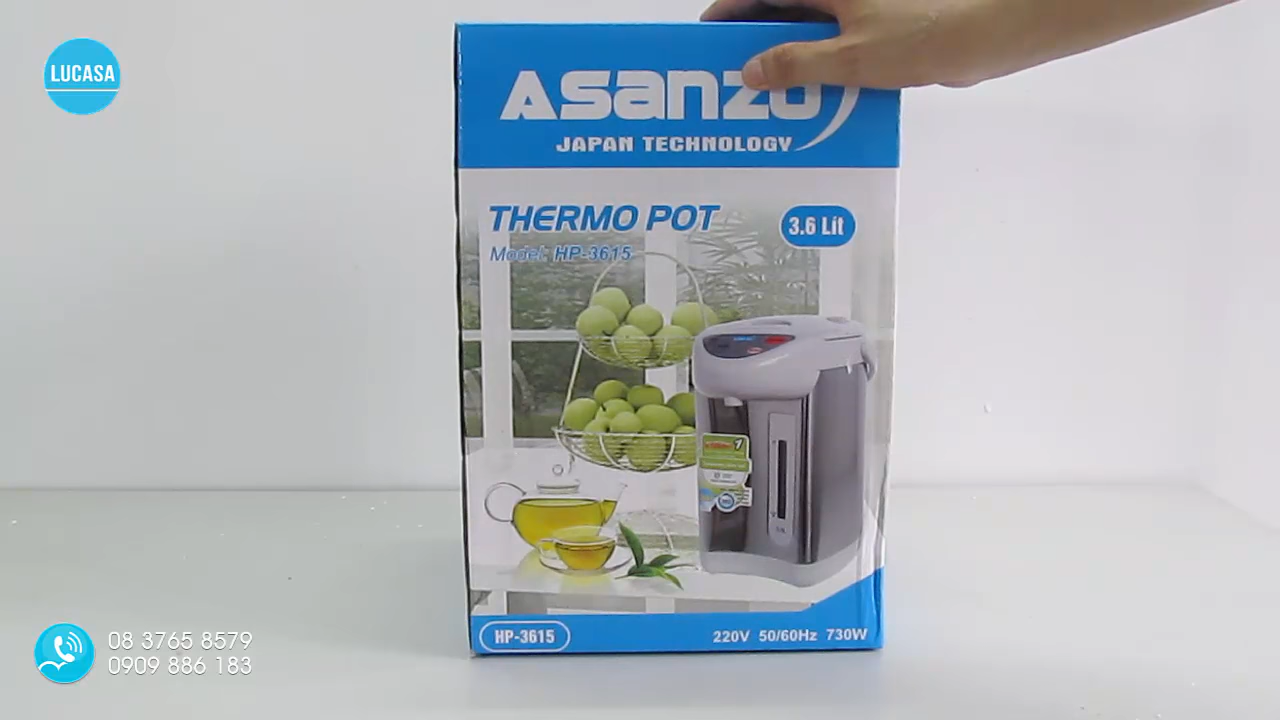 LUCASA
Asanzo
JAPAN TECHNOLOGY
THERMO POT
3.6 Lít
Model: HP-3615
HP-3615
220V 50/60Hz 730W
08 3765 8579
0909 886 183